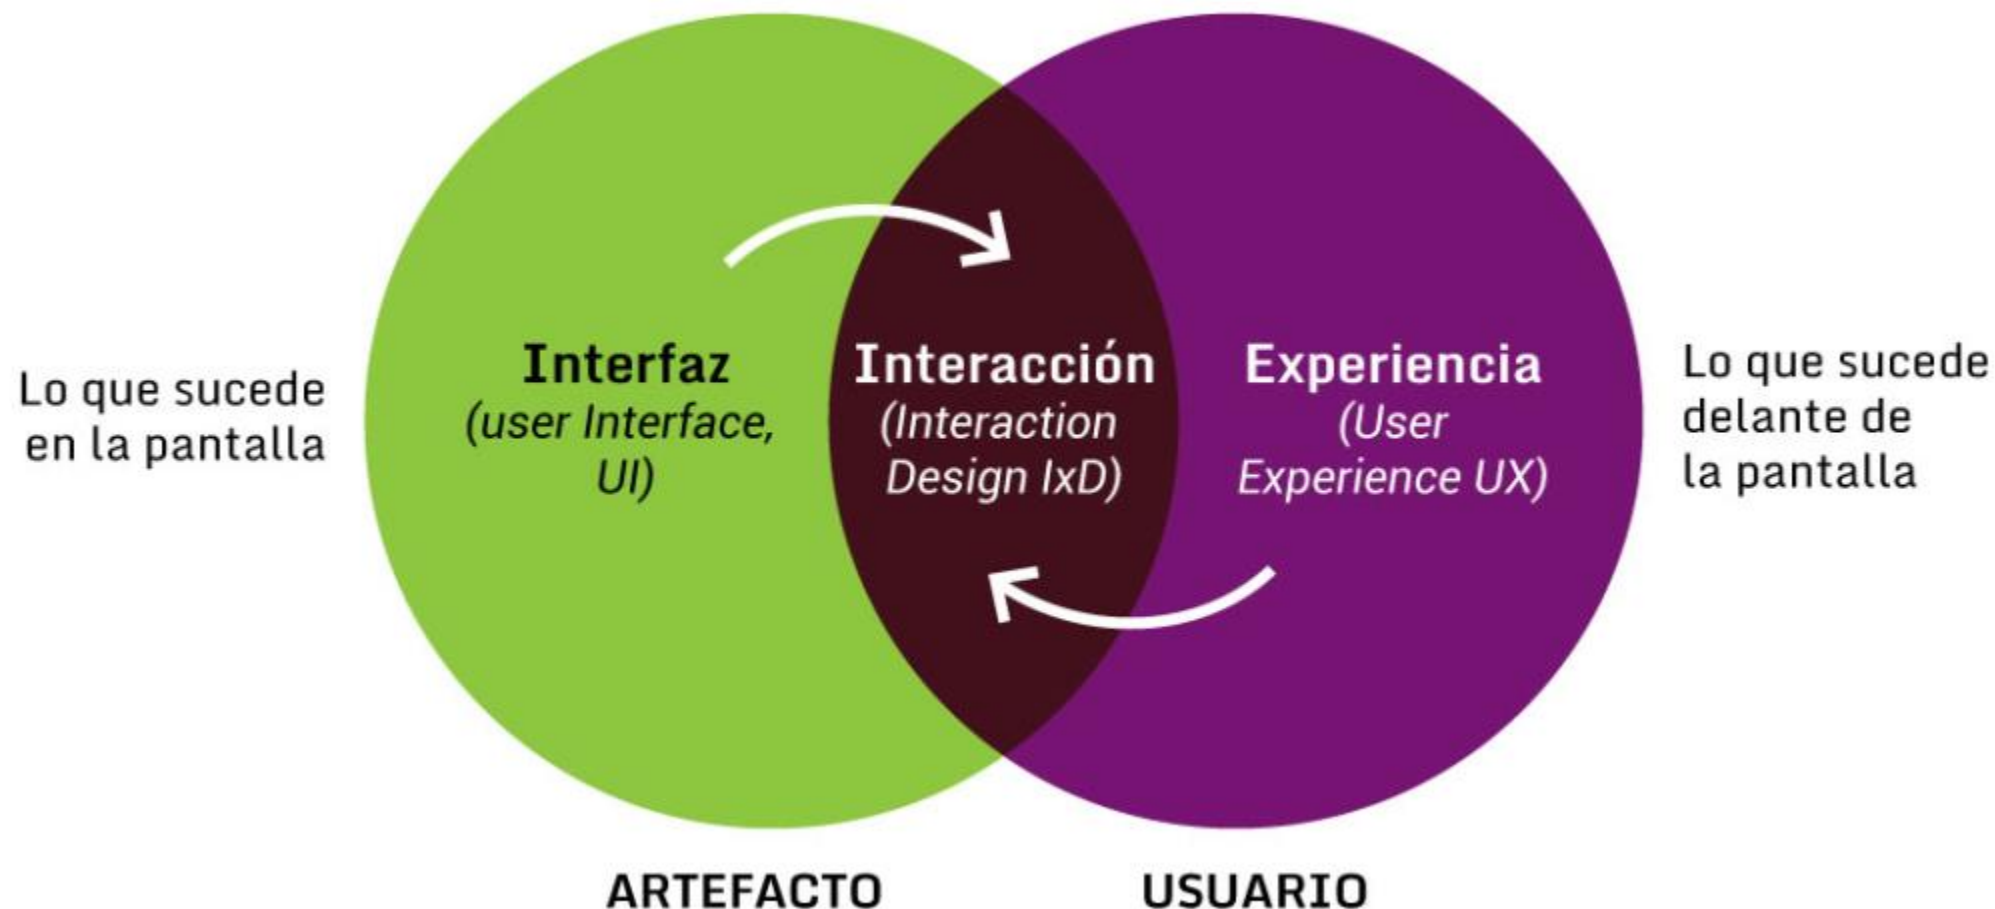 Lo que sucede
en la pantalla
Interfaz
(user Interface,
UI)
Interacción
(Interaction
Design IxD)
Experiencia
(User
Experience UX)
Lo que sucede
delante de
la pantalla
ARTEFACTO
USUARIO